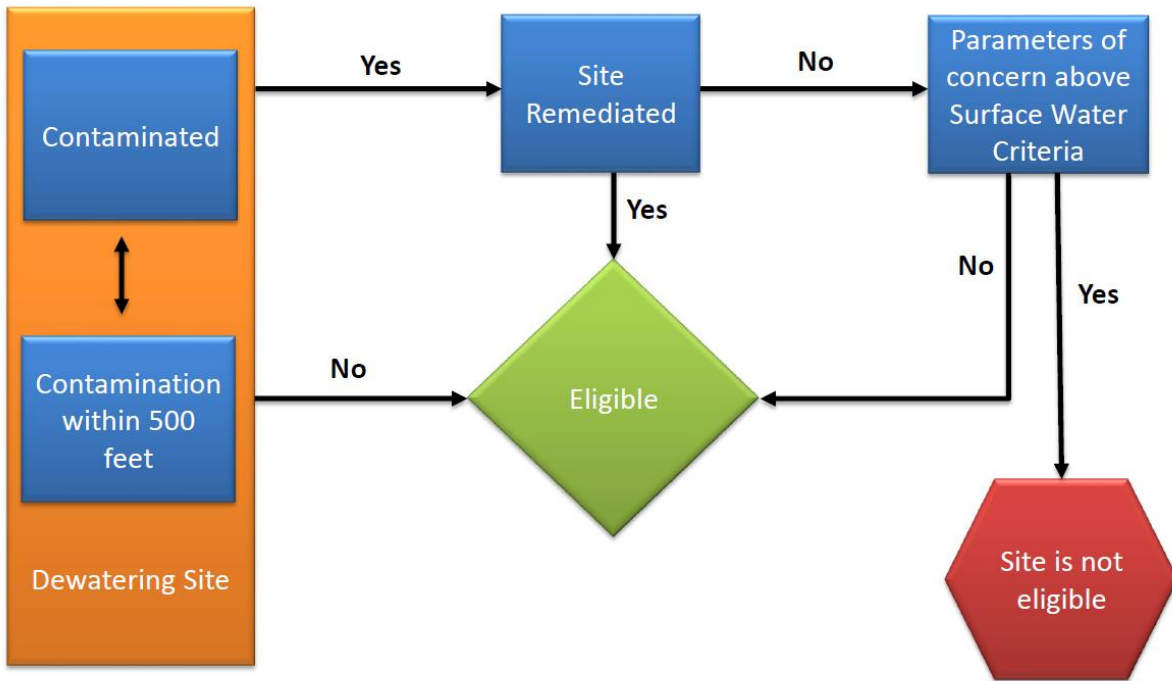 Contaminated
Yes
Site
Remediated
No
Parameters of
concern above
Surface Water
Criteria
Yes
No
Yes
Contamination
within 500
feet
No
Eligible
Dewatering Site
Site is not
eligible